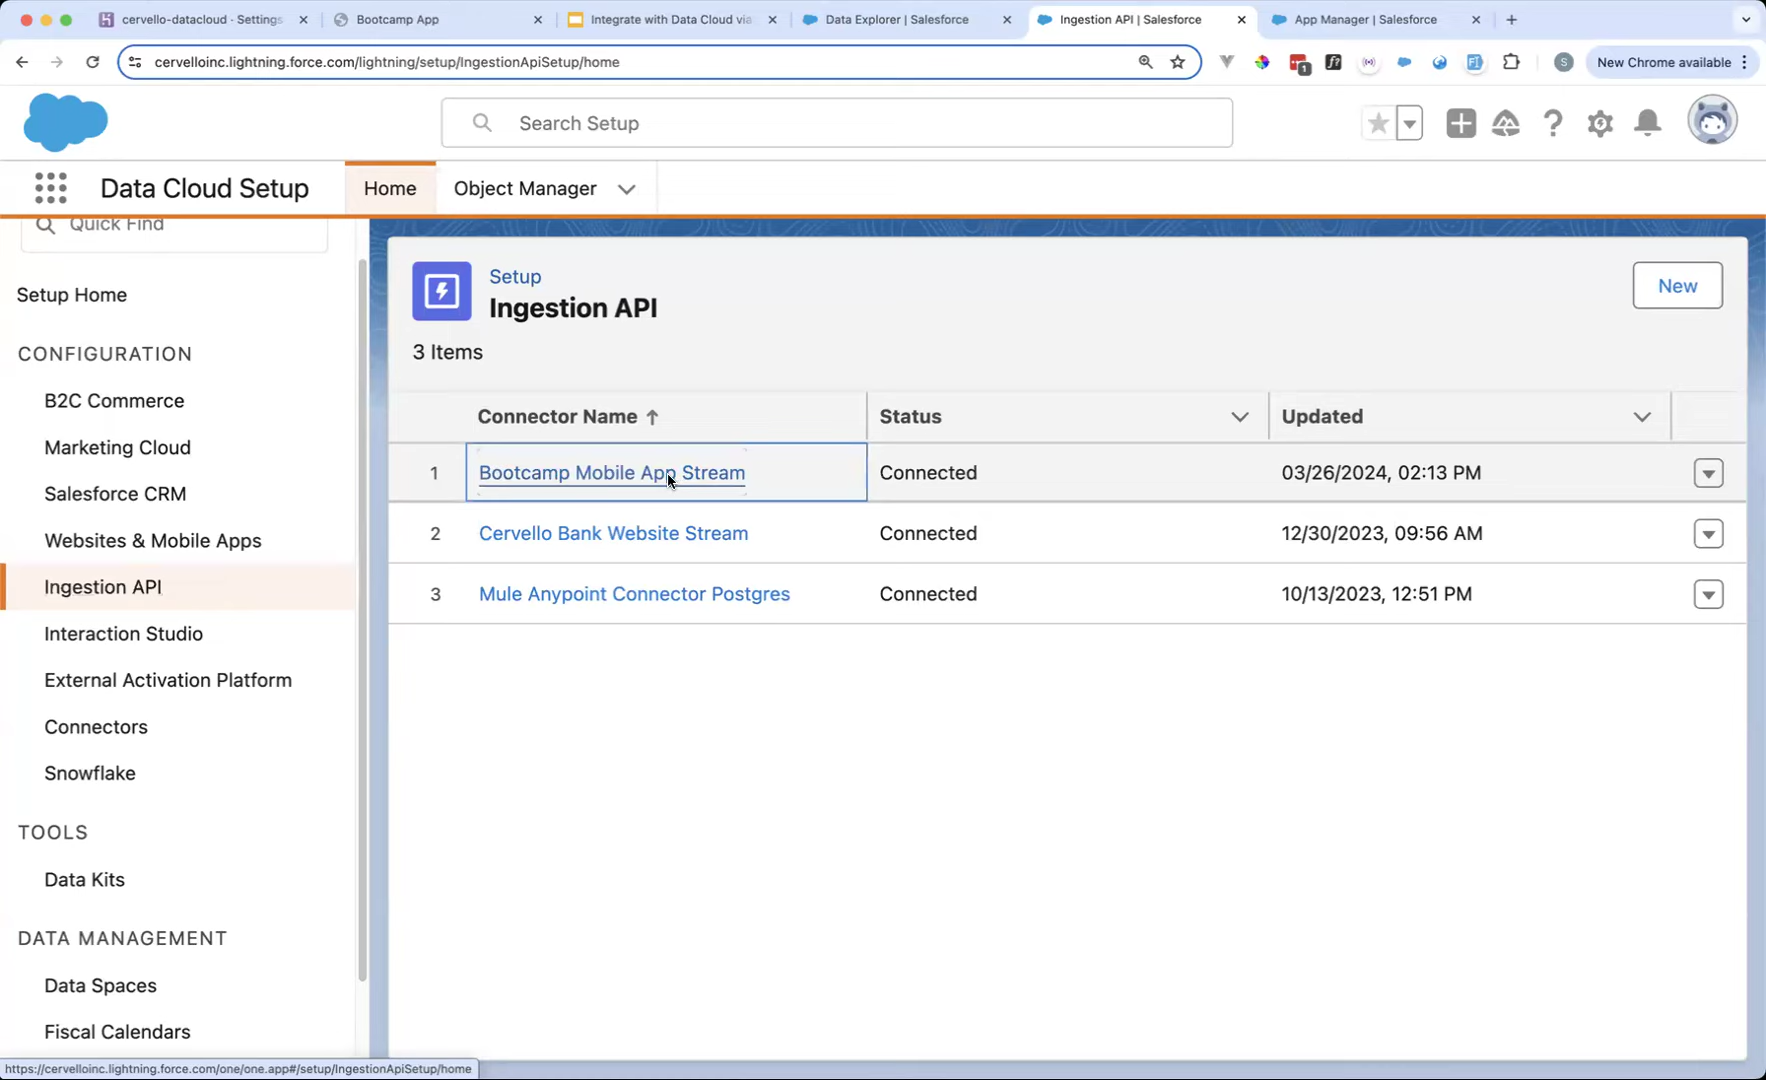 cervello-datacloud · Settings
Bootcamp App
Integrate with Data Cloud via
Data Explorer | Salesforce
Ingestion API | Salesforce
App Manager | Salesforce
cervelloinc.lightning.force.com/lightning/setup/IngestionApiSetup/home
1
f?
S
New Chrome available
Search Setup
Data Cloud Setup
Home
Object Manager
Quick Find
Setup Home
CONFIGURATION
B2C Commerce
Marketing Cloud
Salesforce CRM
Websites & Mobile Apps
Ingestion API
Interaction Studio
External Activation Platform
Connectors
Snowflake
TOOLS
Data Kits
DATA MANAGEMENT
Data Spaces
Fiscal Calendars
Setup
Ingestion API
New
3 Items
Connector Name ↑ Status Updated
1 Bootcamp Mobile App Stream Connected 03/26/2024, 02:13 PM
2 Cervello Bank Website Stream Connected 12/30/2023, 09:56 AM
3 Mule Anypoint Connector Postgres Connected 10/13/2023, 12:51 PM
https://cervelloinc.lightning.force.com/one/one.app#/setup/IngestionApiSetup/home